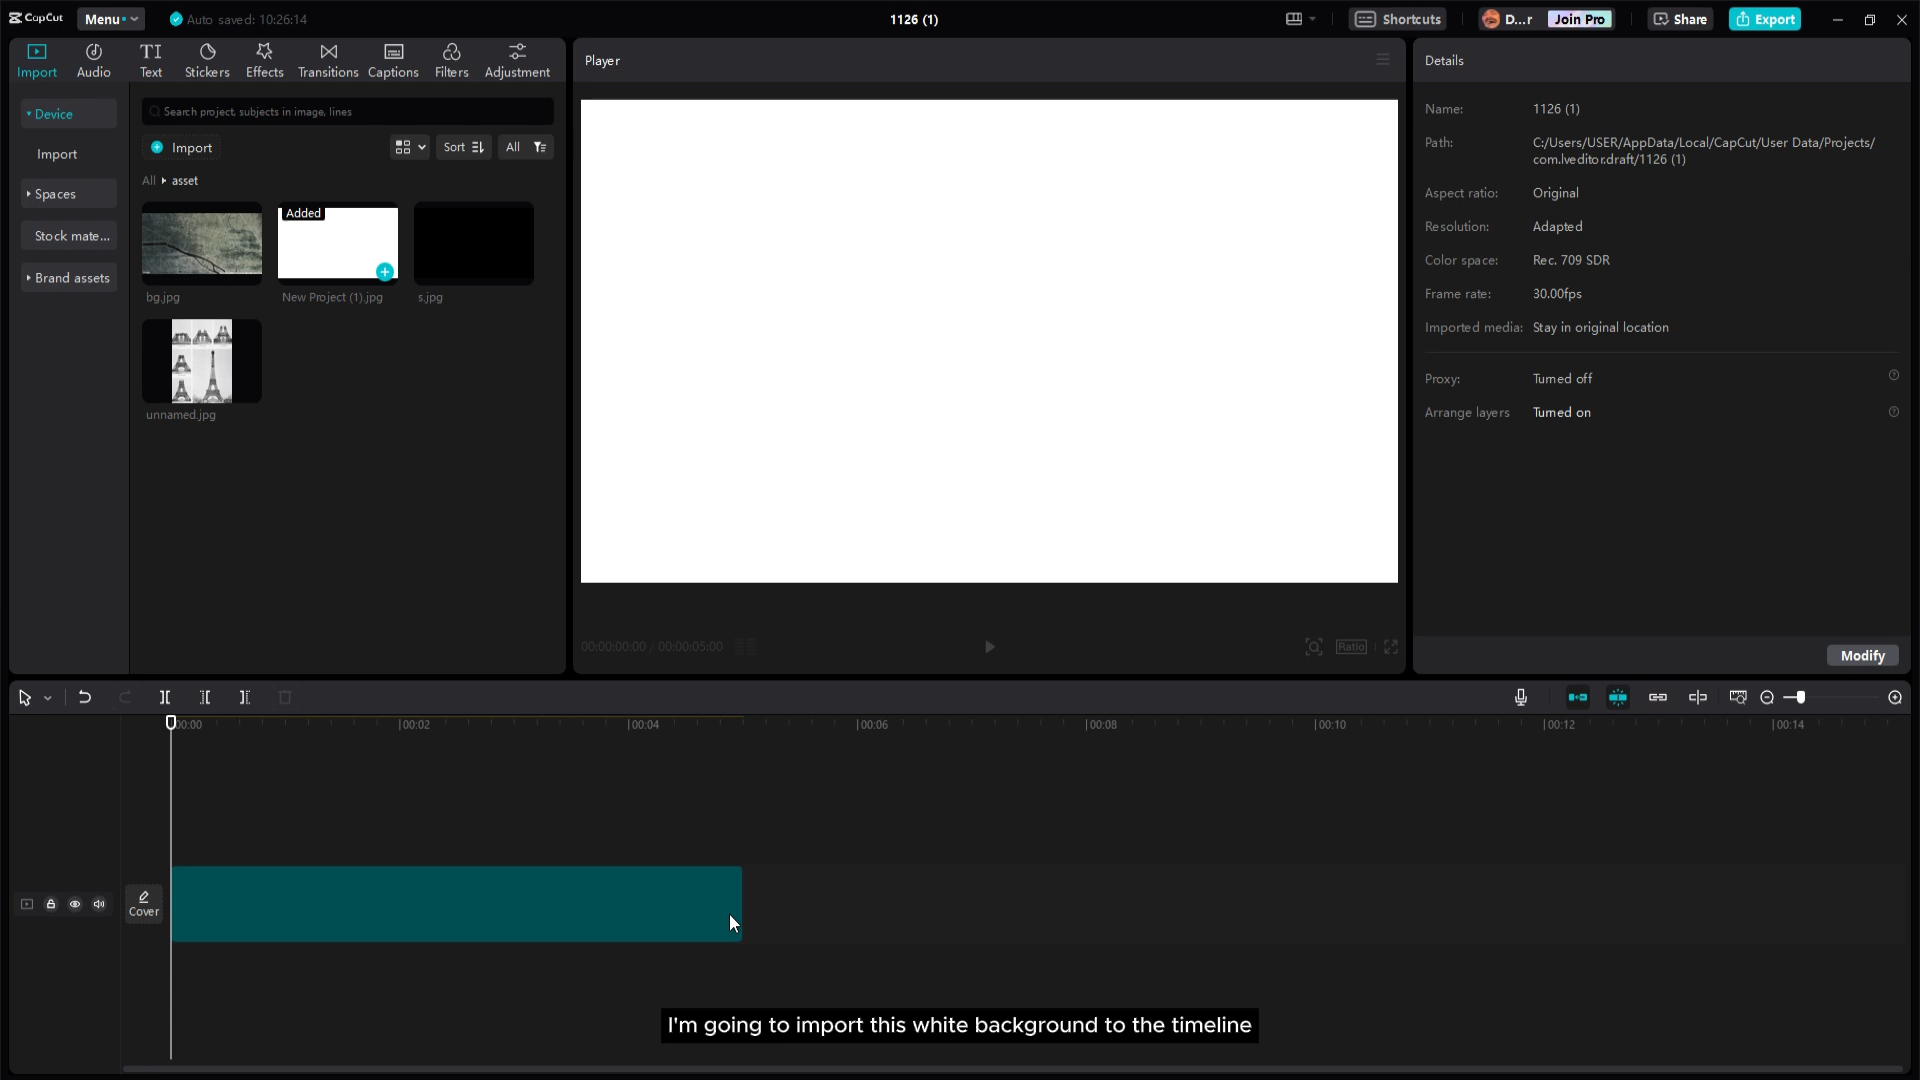 CapCut
Menu
Auto saved: 10:26:14
1126 (1)
Shortcuts
D...r
Join Pro
Share
Export
Import
Audio
Text
Stickers
Effects
Transitions
Captions
Filters
Adjustment
Device
Import
Spaces
Stock mate...
Brand assets
Search project, subjects in image, lines
Import
Sort
All
All
asset
bg.jpg
Added
New Project (1).jpg
s.jpg
unnamed.jpg
Player
00:00:00:00 / 00:00:05:00
Ratio
Details
Name: 1126 (1)
Path: C:/Users/USER/AppData/Local/CapCut/User Data/Projects/
com.lveditor.draft/1126 (1)
Aspect ratio: Original
Resolution: Adapted
Color space: Rec. 709 SDR
Frame rate: 30.00fps
Imported media: Stay in original location
Proxy: Turned off
Arrange layers Turned on
Modify
00:00
00:02
00:04
00:06
00:08
00:10
00:12
00:14
Cover
I'm going to import this white background to the timeline